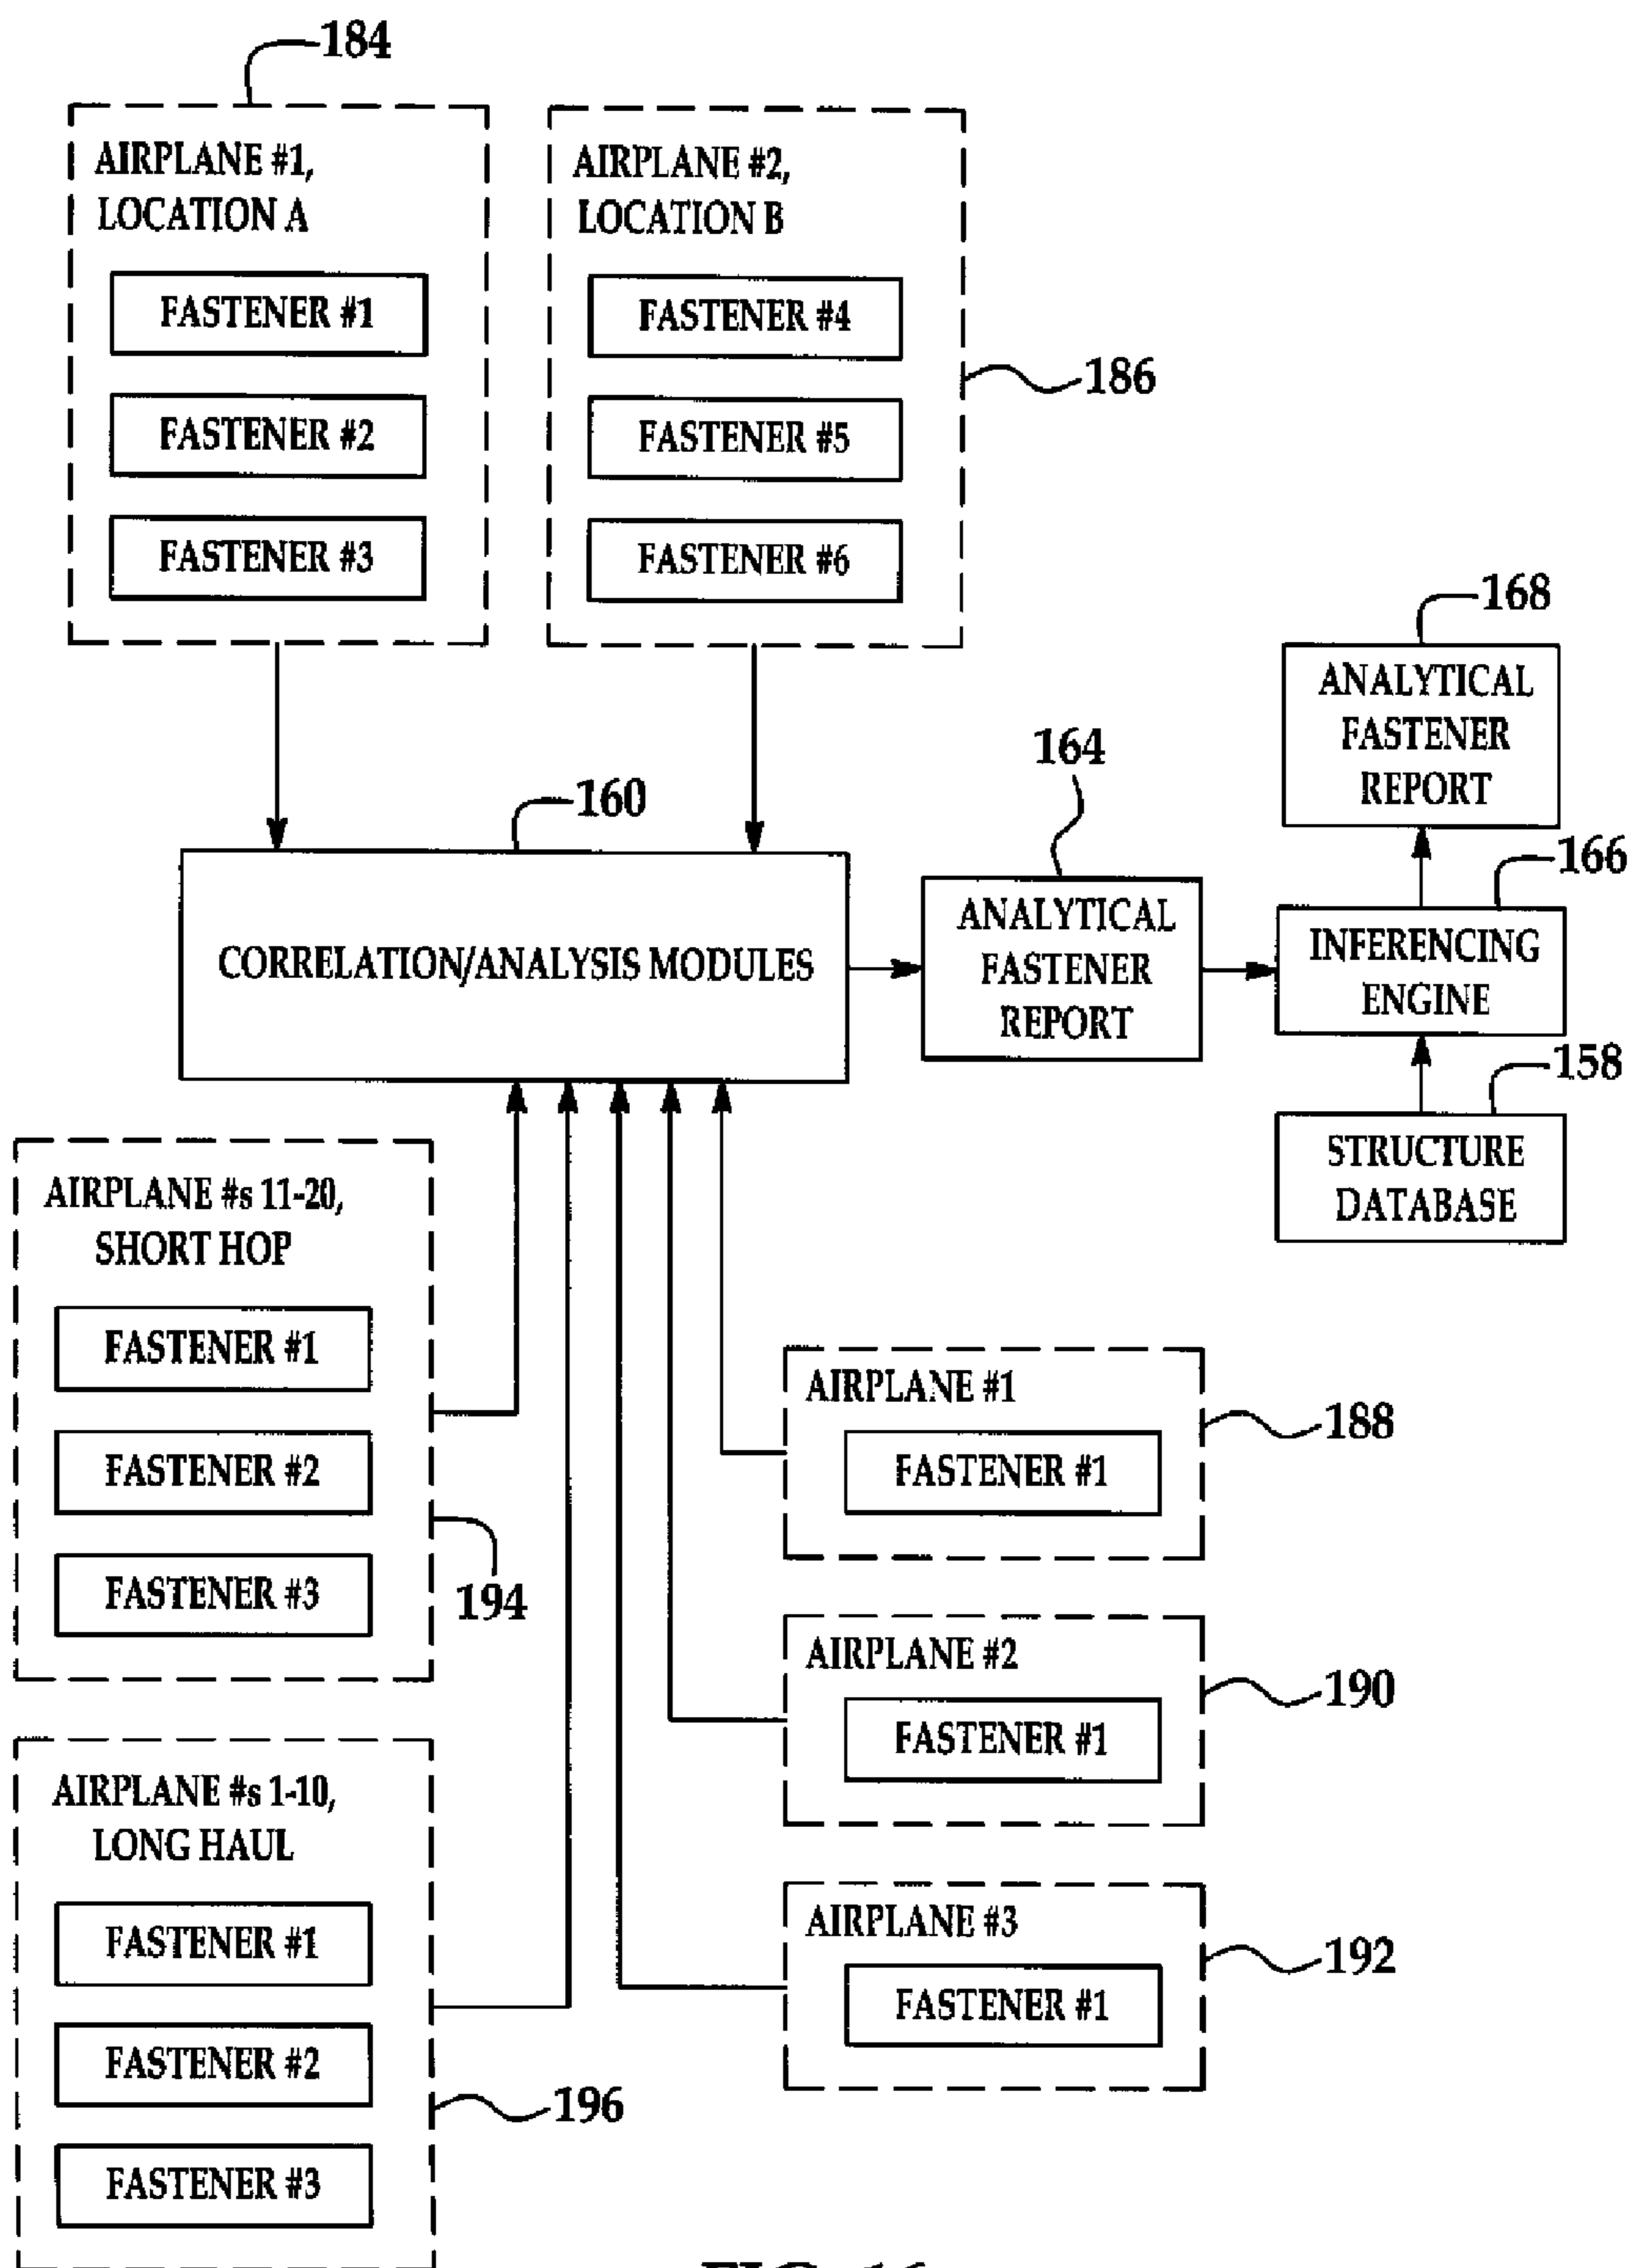 184
AIRPLANE #1,
LOCATION A
FASTENER #1
FASTENER #2
FASTENER #3
AIRPLANE #2,
LOCATION B
FASTENER #4
FASTENER #5
FASTENER #6
186
168
ANALYTICAL
FASTENER
REPORT
160
CORRELATION/ANALYSIS MODULES
164
ANALYTICAL
FASTENER
REPORT
166
INFERENCING
ENGINE
158
STRUCTURE
DATABASE
AIRPLANE #s 11-20,
SHORT HOP
FASTENER #1
FASTENER #2
FASTENER #3
194
AIRPLANE #1
FASTENER #1
188
AIRPLANE #2
FASTENER #1
190
AIRPLANE #3
FASTENER #1
192
AIRPLANE #s 1-10,
LONG HAUL
FASTENER #1
FASTENER #2
FASTENER #3
196